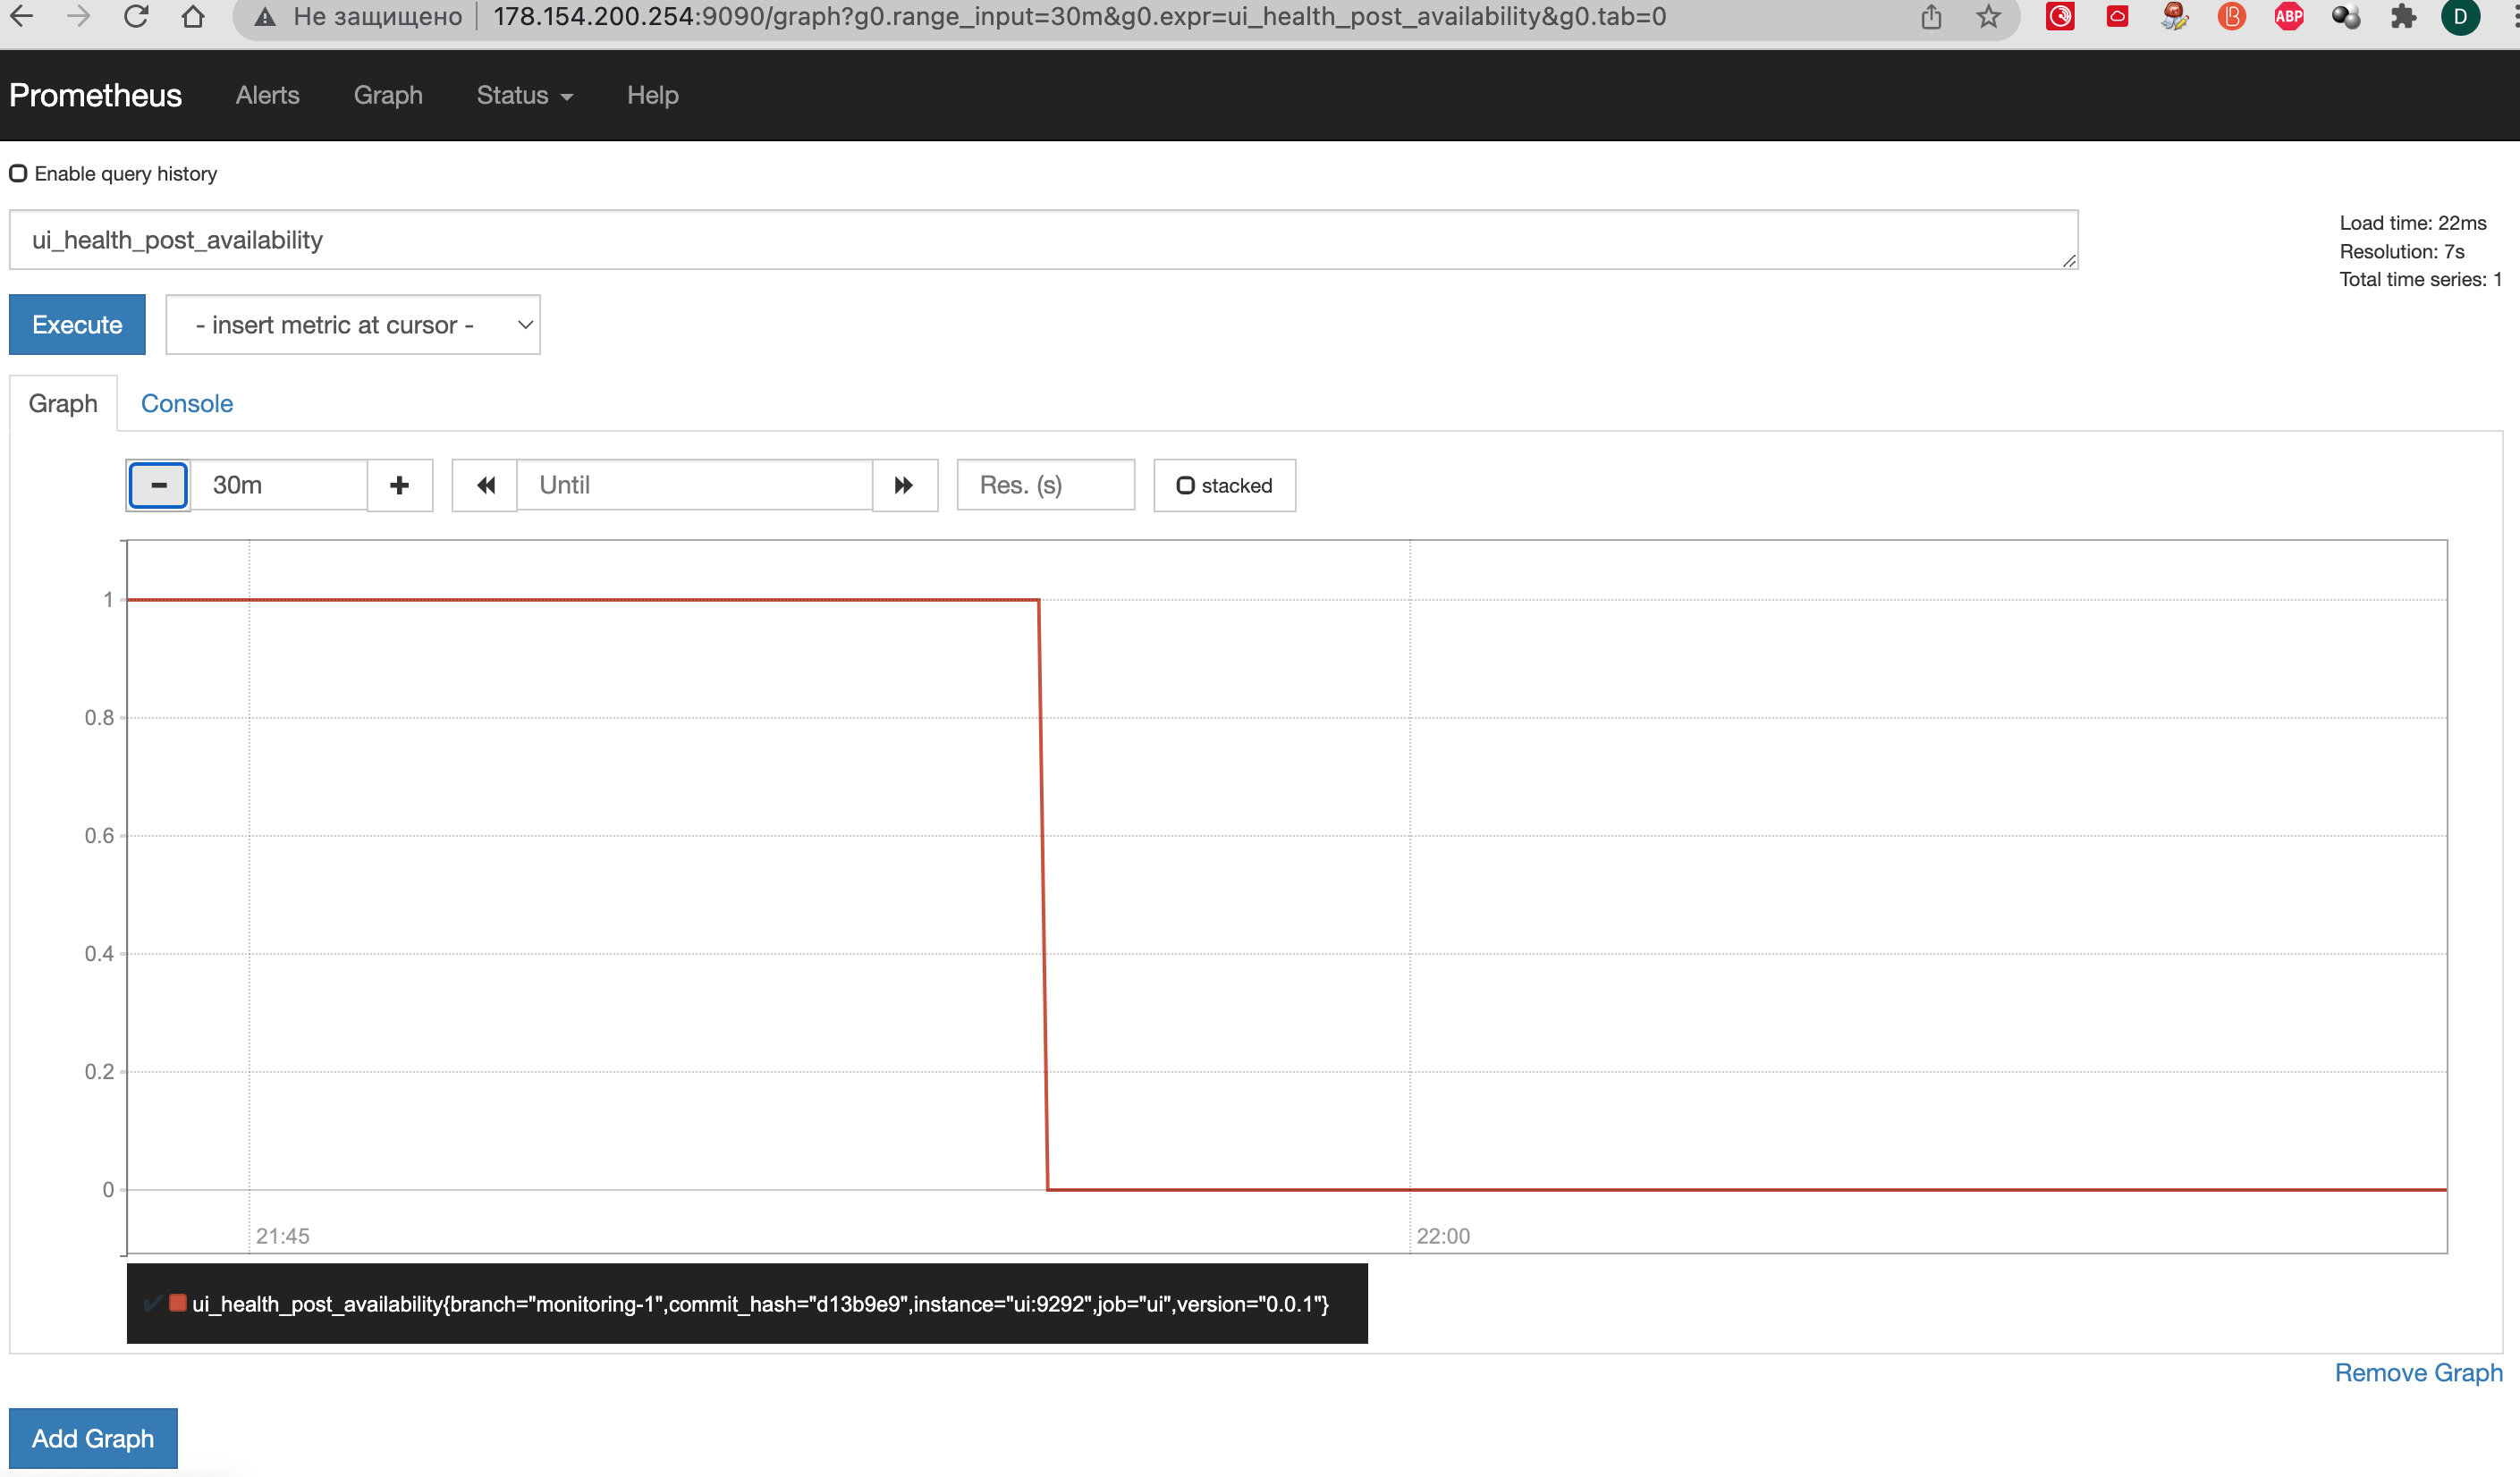 Не защищено 178.154.200.254:9090/graph?g0.range_input=30m&g0.expr=ui_health_post_availability&g0.tab=0
ABP
D
Prometheus Alerts Graph Status Help
Enable query history
ui_health_post_availability
Load time: 22ms
Resolution: 7s
Total time series: 1
Execute - insert metric at cursor -
Graph Console
30m Until Res. (s) stacked
1
0.8
0.6
0.4
0.2
0
21:45 22:00
ui_health_post_availability{branch="monitoring-1",commit_hash="d13b9e9",instance="ui:9292",job="ui",version="0.0.1"}
Remove Graph
Add Graph